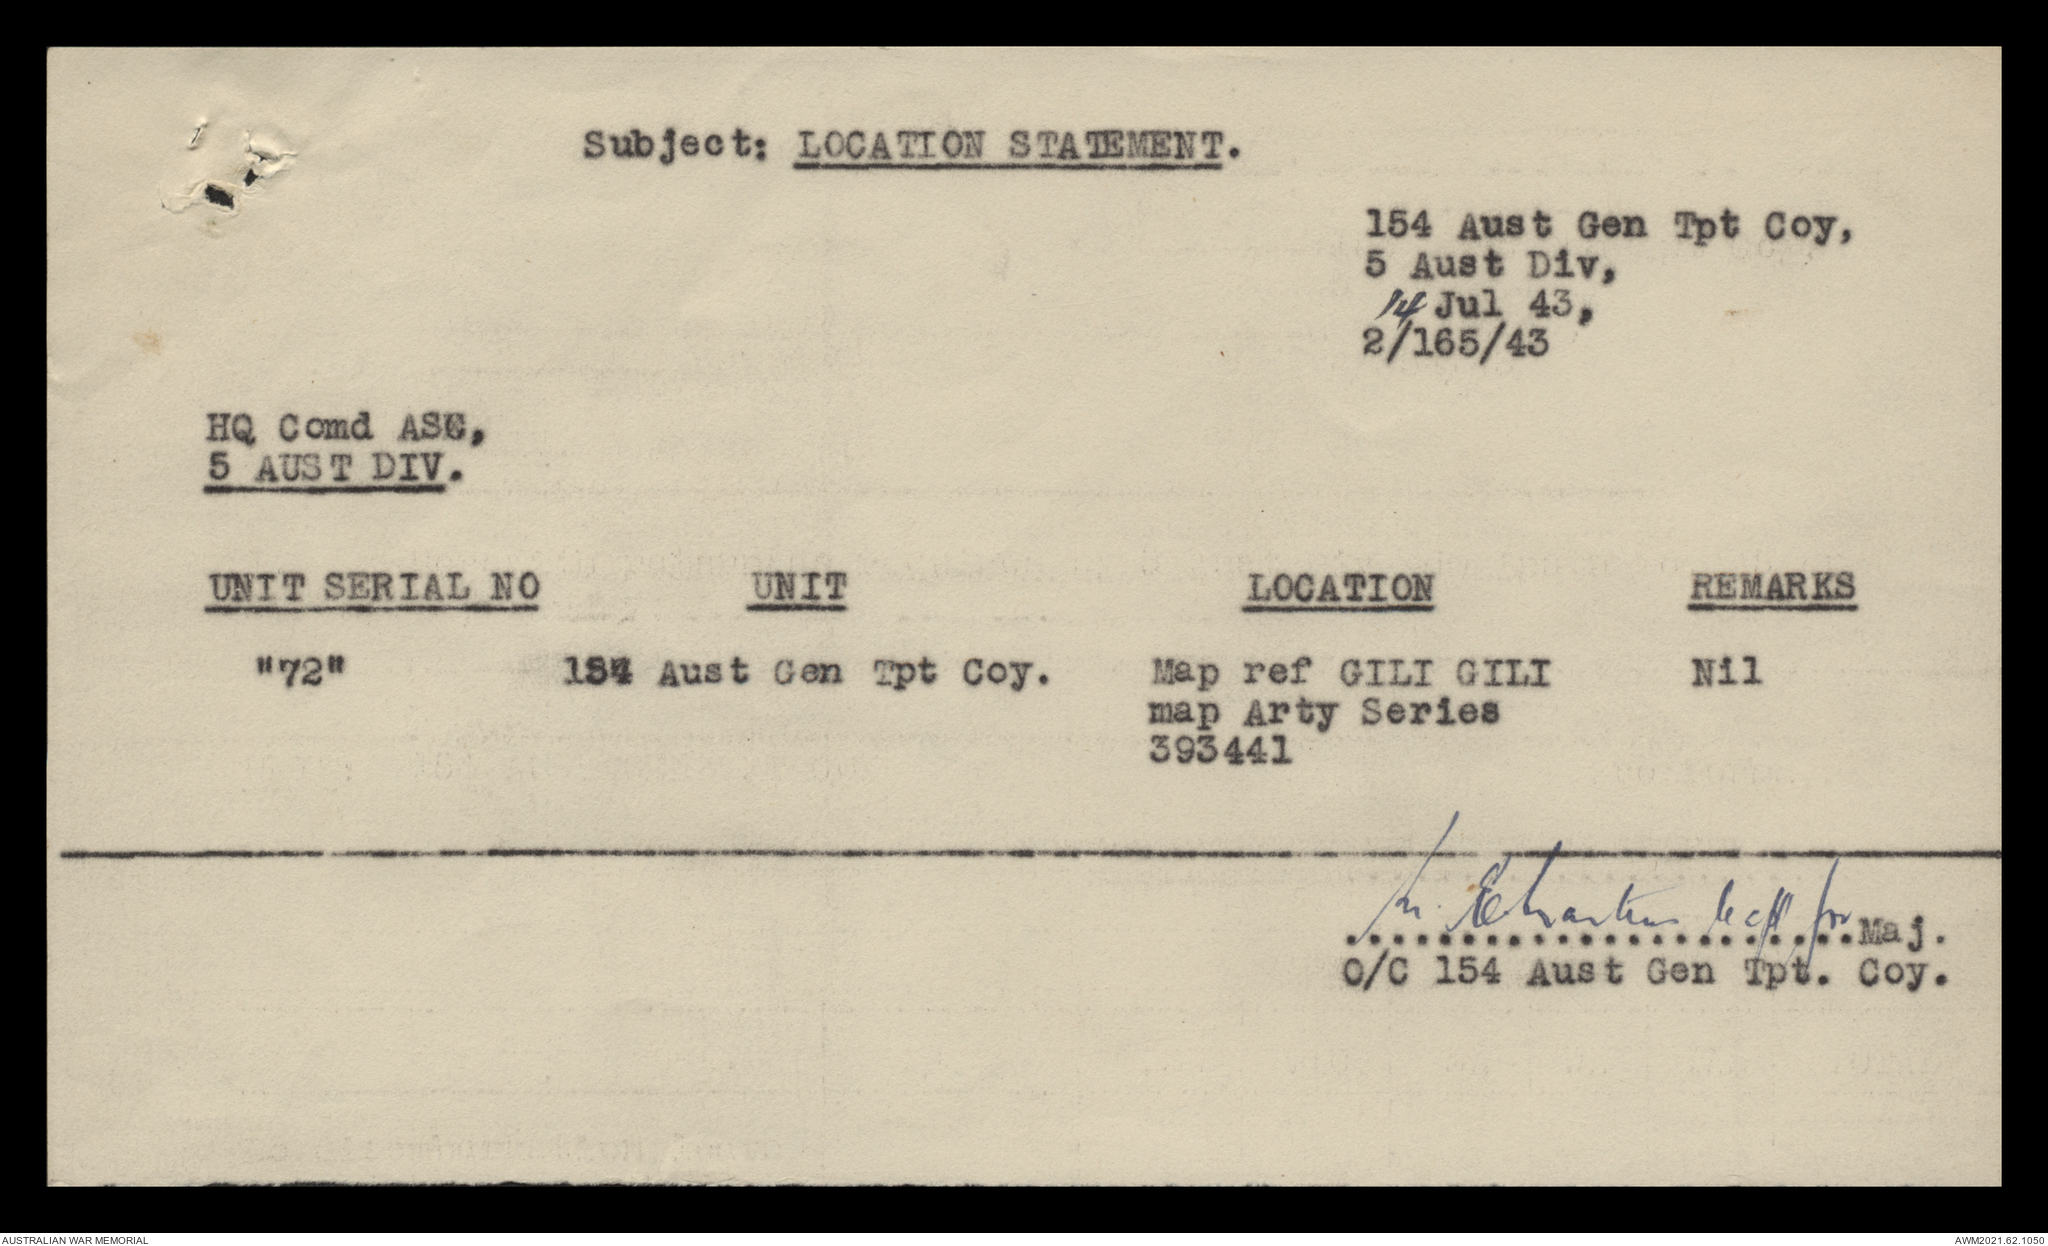 Subject: LOCATION STATEMENT.
154 Aust Gen Tpt Coy,
5 Aust Div,
14 Jul 43,
2/165/43
HQ Comd ASC,
5 AUST DIV.
UNIT SERIAL NO UNIT LOCATION REMARKS
"72" 154 Aust Gen Tpt Coy. Map ref GILI GILI Nil
map Arty Series
393441
for Maj.
O/C 154 Aust Gen Tpt. Coy.
AUSTRALIAN WAR MEMORIAL
AWM2021.62.1050